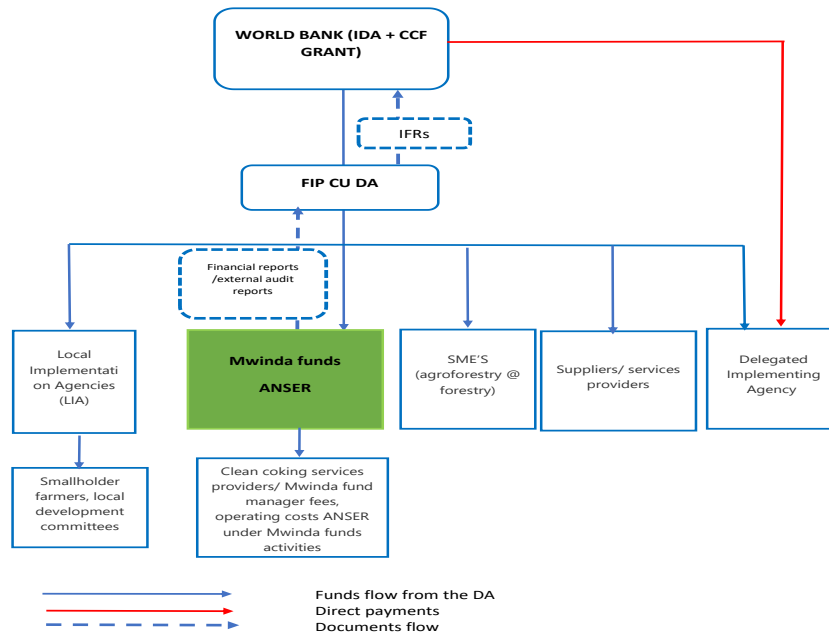 WORLD BANK (IDA + CCF
GRANT)
IFRs
FIP CU DA
Financial reports
/external audit
reports
Local
Implementati
on Agencies
(LIA)
Mwinda funds
ANSER
SME'S
(agroforestry @
forestry)
Suppliers/ services
providers
Delegated
Implementing
Agency
Smallholder
farmers, local
development
committees
Clean coking services
providers/ Mwinda fund
manager fees,
operating costs ANSER
under Mwinda funds
activities
Funds flow from the DA
Direct payments
Documents flow